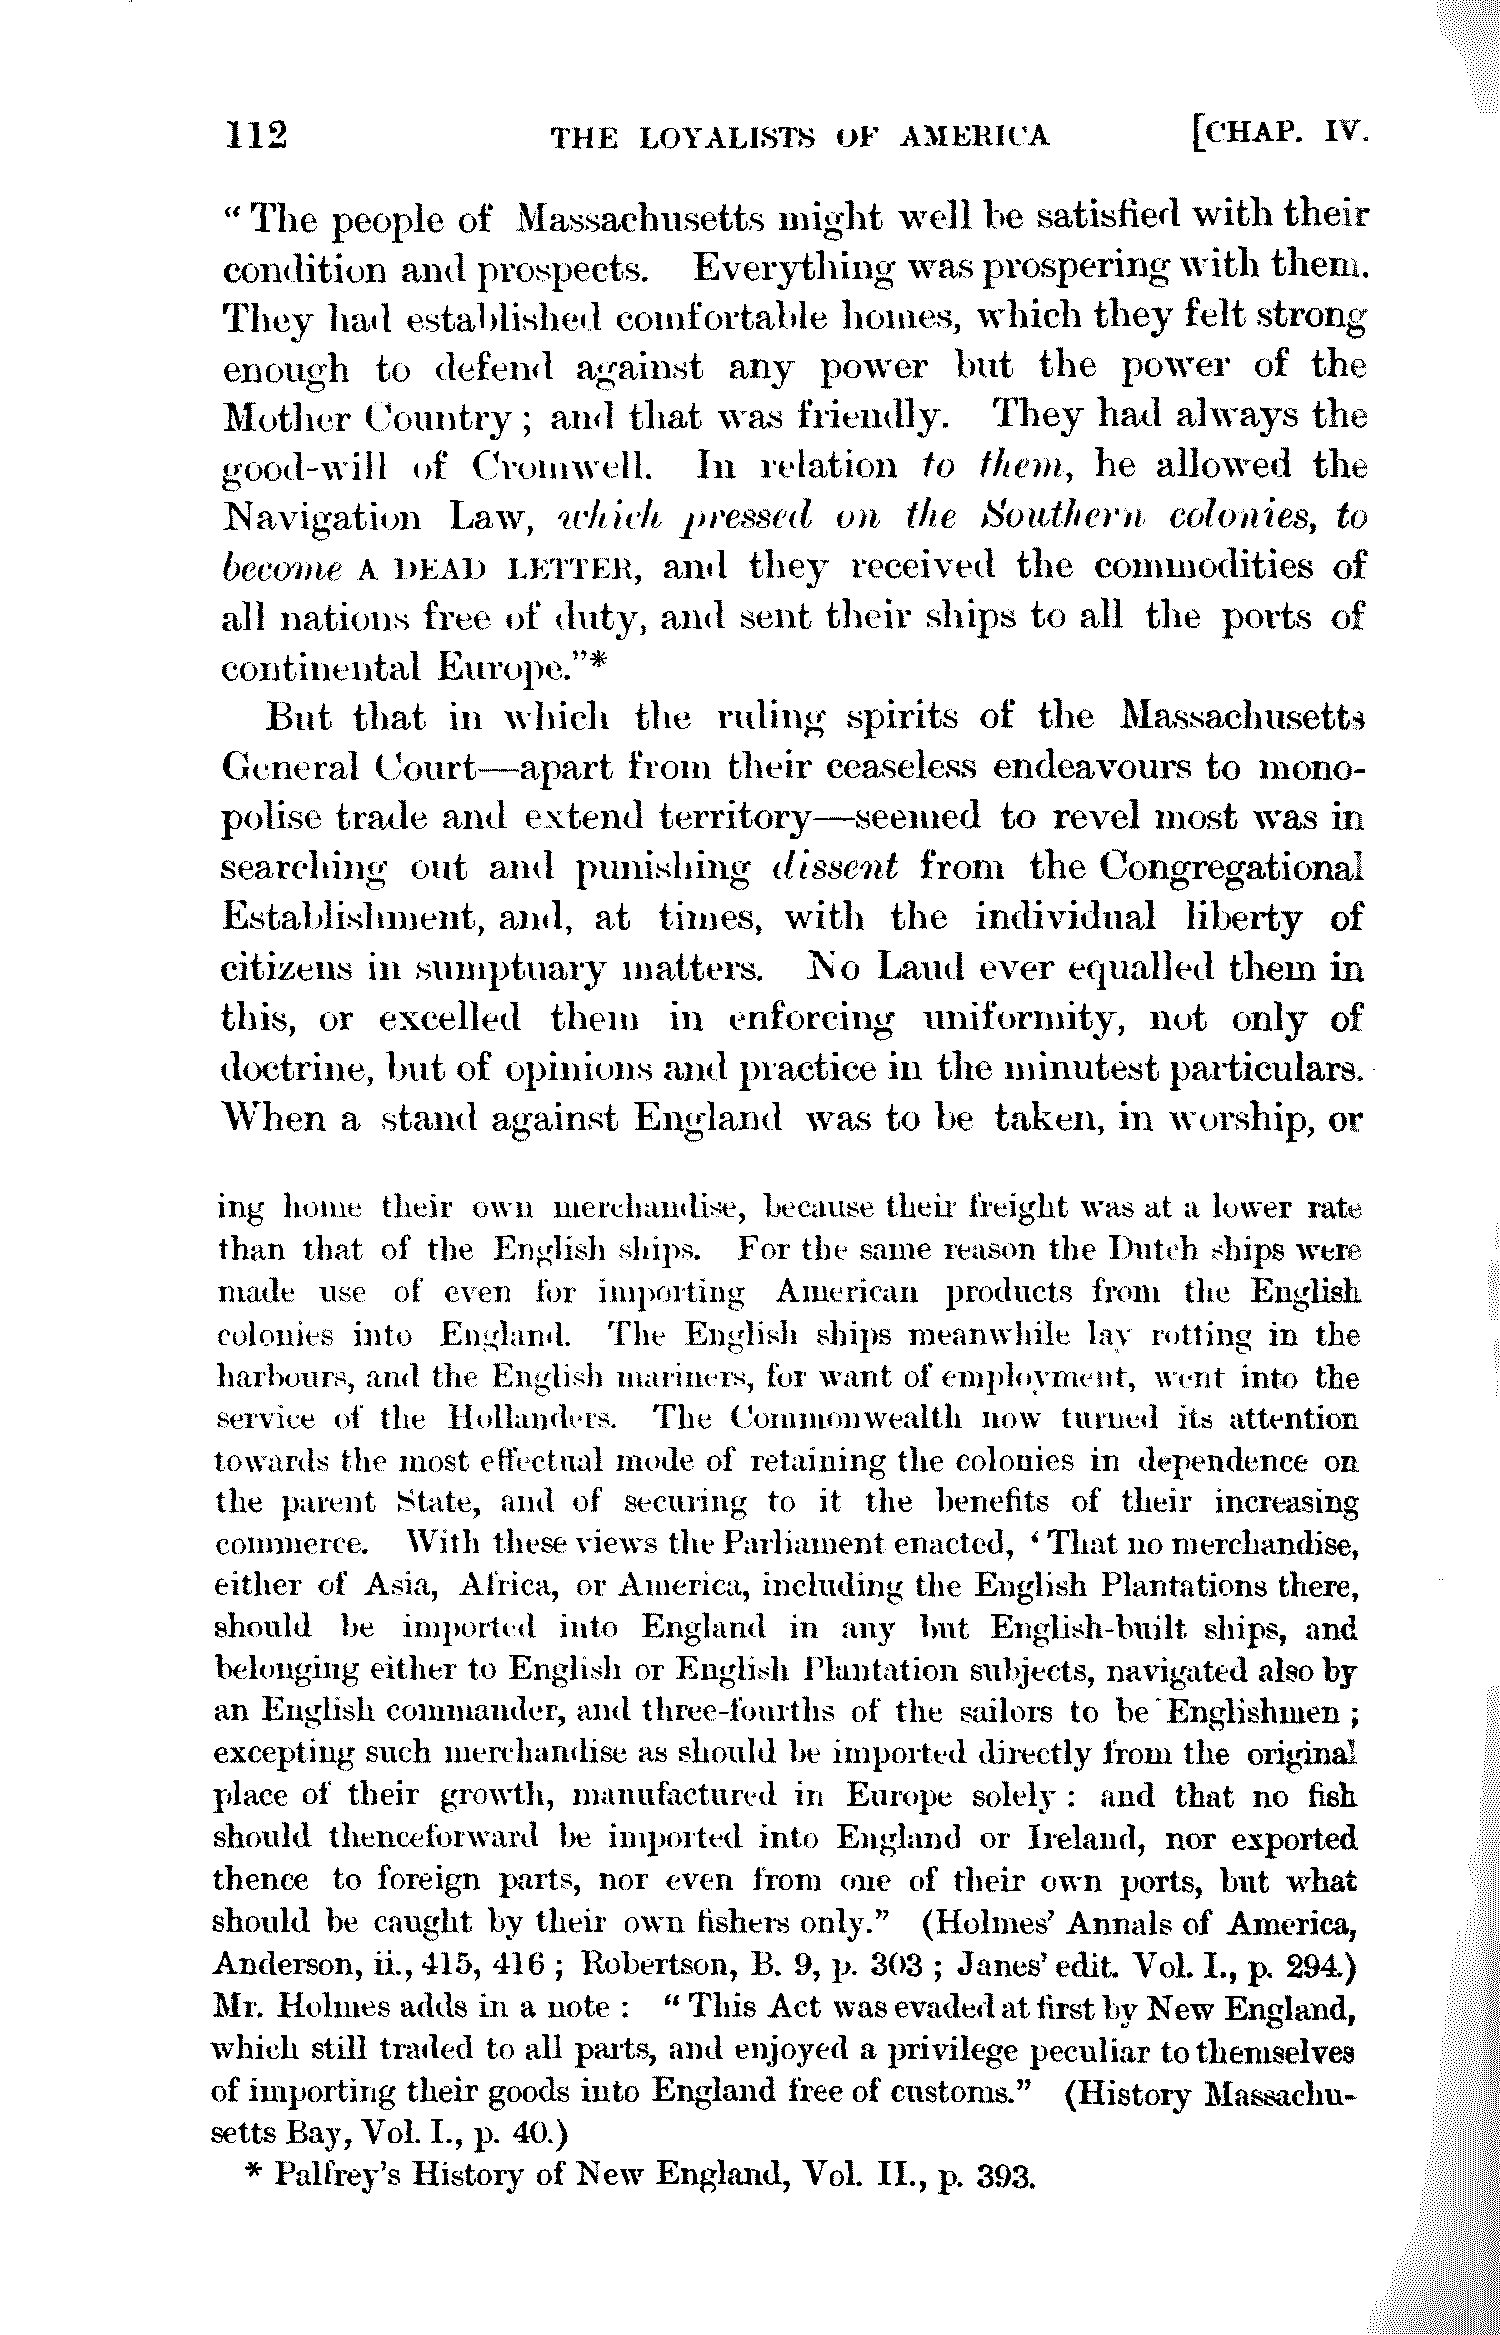 112 THE LOYALISTS OF AMERICA [CHAP. IV.
“ The people of Massachusetts might well be satisfied with their
condition and prospects. Everything was prospering with them.
They had established comfortable homes, which they felt strong
enough to defend against any power but the power of the
Mother Country ; and that was friendly. They had always the
good-will of Cromwell. In relation to them, he allowed the
Navigation Law, which pressed on the Southern colonies, to
become A DEAD LETTER, and they received the commodities of
all nations free of duty, and sent their ships to all the ports of
continental Europe.”*
But that in which the ruling spirits of the Massachusetts
General Court—apart from their ceaseless endeavours to mono-
polise trade and extend territory—seemed to revel most was in
searching out and punishing dissent from the Congregational
Establishment, and, at times, with the individual liberty of
citizens in sumptuary matters. No Laud ever equalled them in
this, or excelled them in enforcing uniformity, not only of
doctrine, but of opinions and practice in the minutest particulars.
When a stand against England was to be taken, in worship, or
ing home their own merchandise, because their freight was at a lower rate
than that of the English ships. For the same reason the Dutch ships were
made use of even for importing American products from the English
colonies into England. The English ships meanwhile lay rotting in the
harbours, and the English mariners, for want of employment, went into the
service of the Hollanders. The Commonwealth now turned its attention
towards the most effectual mode of retaining the colonies in dependence on
the parent State, and of securing to it the benefits of their increasing
commerce. With these views the Parliament enacted, ‘ That no merchandise,
either of Asia, Africa, or America, including the English Plantations there,
should be imported into England in any but English-built ships, and
belonging either to English or English Plantation subjects, navigated also by
an English commander, and three-fourths of the sailors to be Englishmen ;
excepting such merchandise as should be imported directly from the original
place of their growth, manufactured in Europe solely : and that no fish
should thenceforward be imported into England or Ireland, nor exported
thence to foreign parts, nor even from one of their own ports, but what
should be caught by their own fishers only.” (Holmes’ Annals of America,
Anderson, ii., 415, 416 ; Robertson, B. 9, p. 303 ; Janes’ edit. Vol. I., p. 294.)
Mr. Holmes adds in a note : “ This Act was evaded at first by New England,
which still traded to all parts, and enjoyed a privilege peculiar to themselves
of importing their goods into England free of customs.” (History Massachu-
setts Bay, Vol. I., p. 40.)
* Palfrey’s History of New England, Vol. II., p. 393.